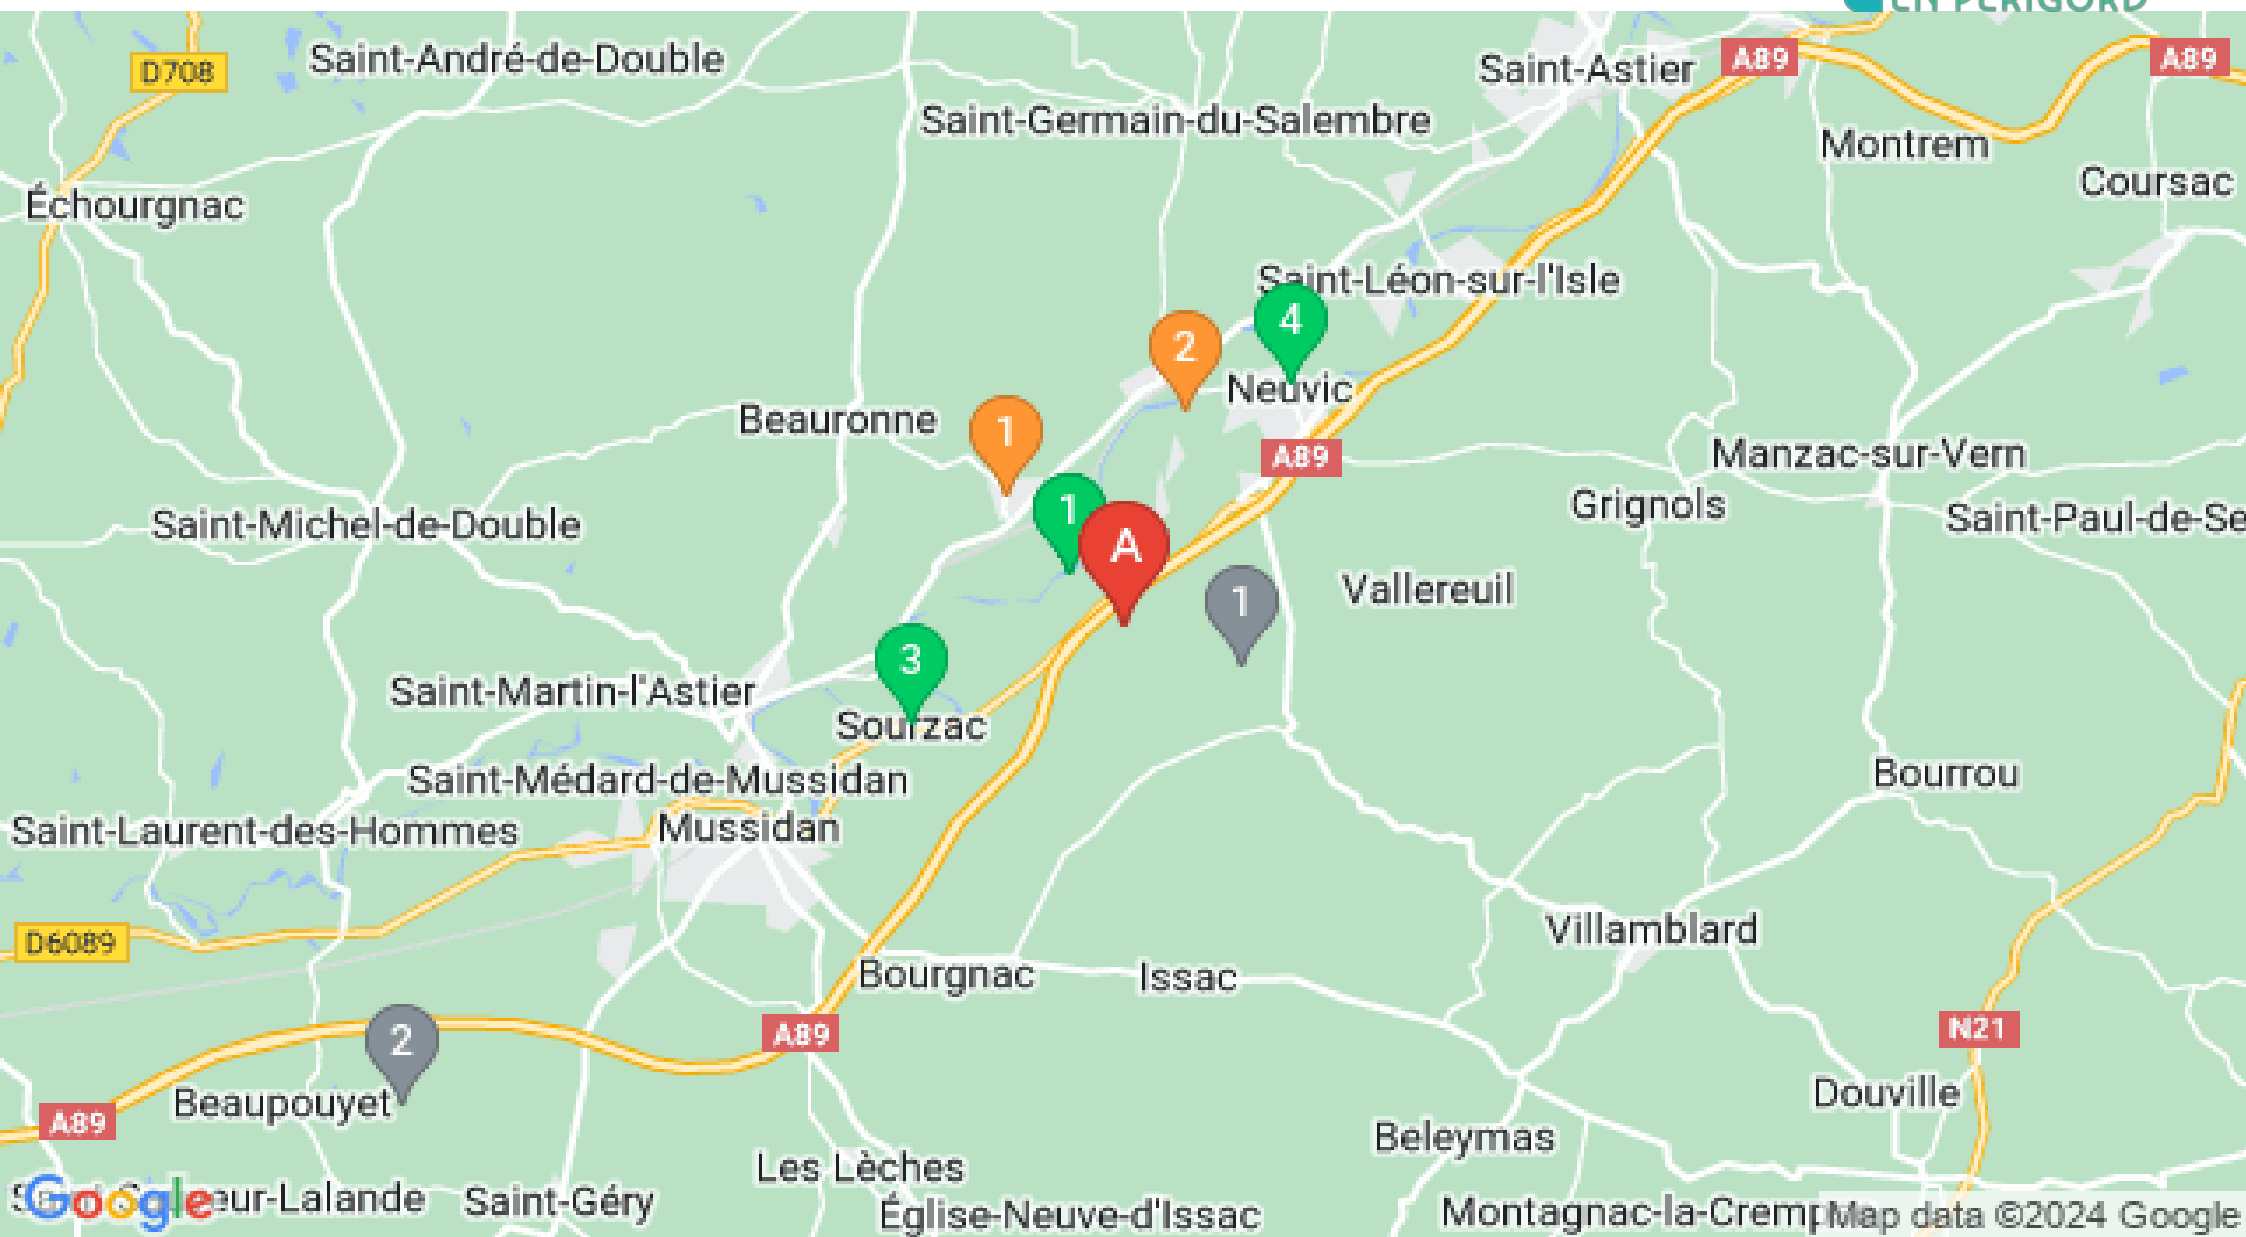 EN PÉRIGORD
D708
Saint-André-de-Double
Saint-Astier
A89
A89
Saint-Germain-du-Salembre
Montrem
Coursac
Échourgnac
Saint-Léon-sur-l'Isle
4
2
Neuvic
Beauronne
1
A89
Manzac-sur-Vern
Grignols
Saint-Paul-de-Se
Saint-Michel-de-Double
1
A
Vallereuil
1
3
Saint-Martin-l'Astier
Sourzac
Saint-Médard-de-Mussidan
Bourrou
Saint-Laurent-des-Hommes
Mussidan
Villamblard
D6089
Bourgnac
Issac
A89
N21
2
Beaupouyet
A89
Douville
Beleymas
Les Lèches
Google
eur-Lalande
Saint-Géry
Église-Neuve-d'Issac
Montagnac-la-Cremp
Map data ©2024 Google